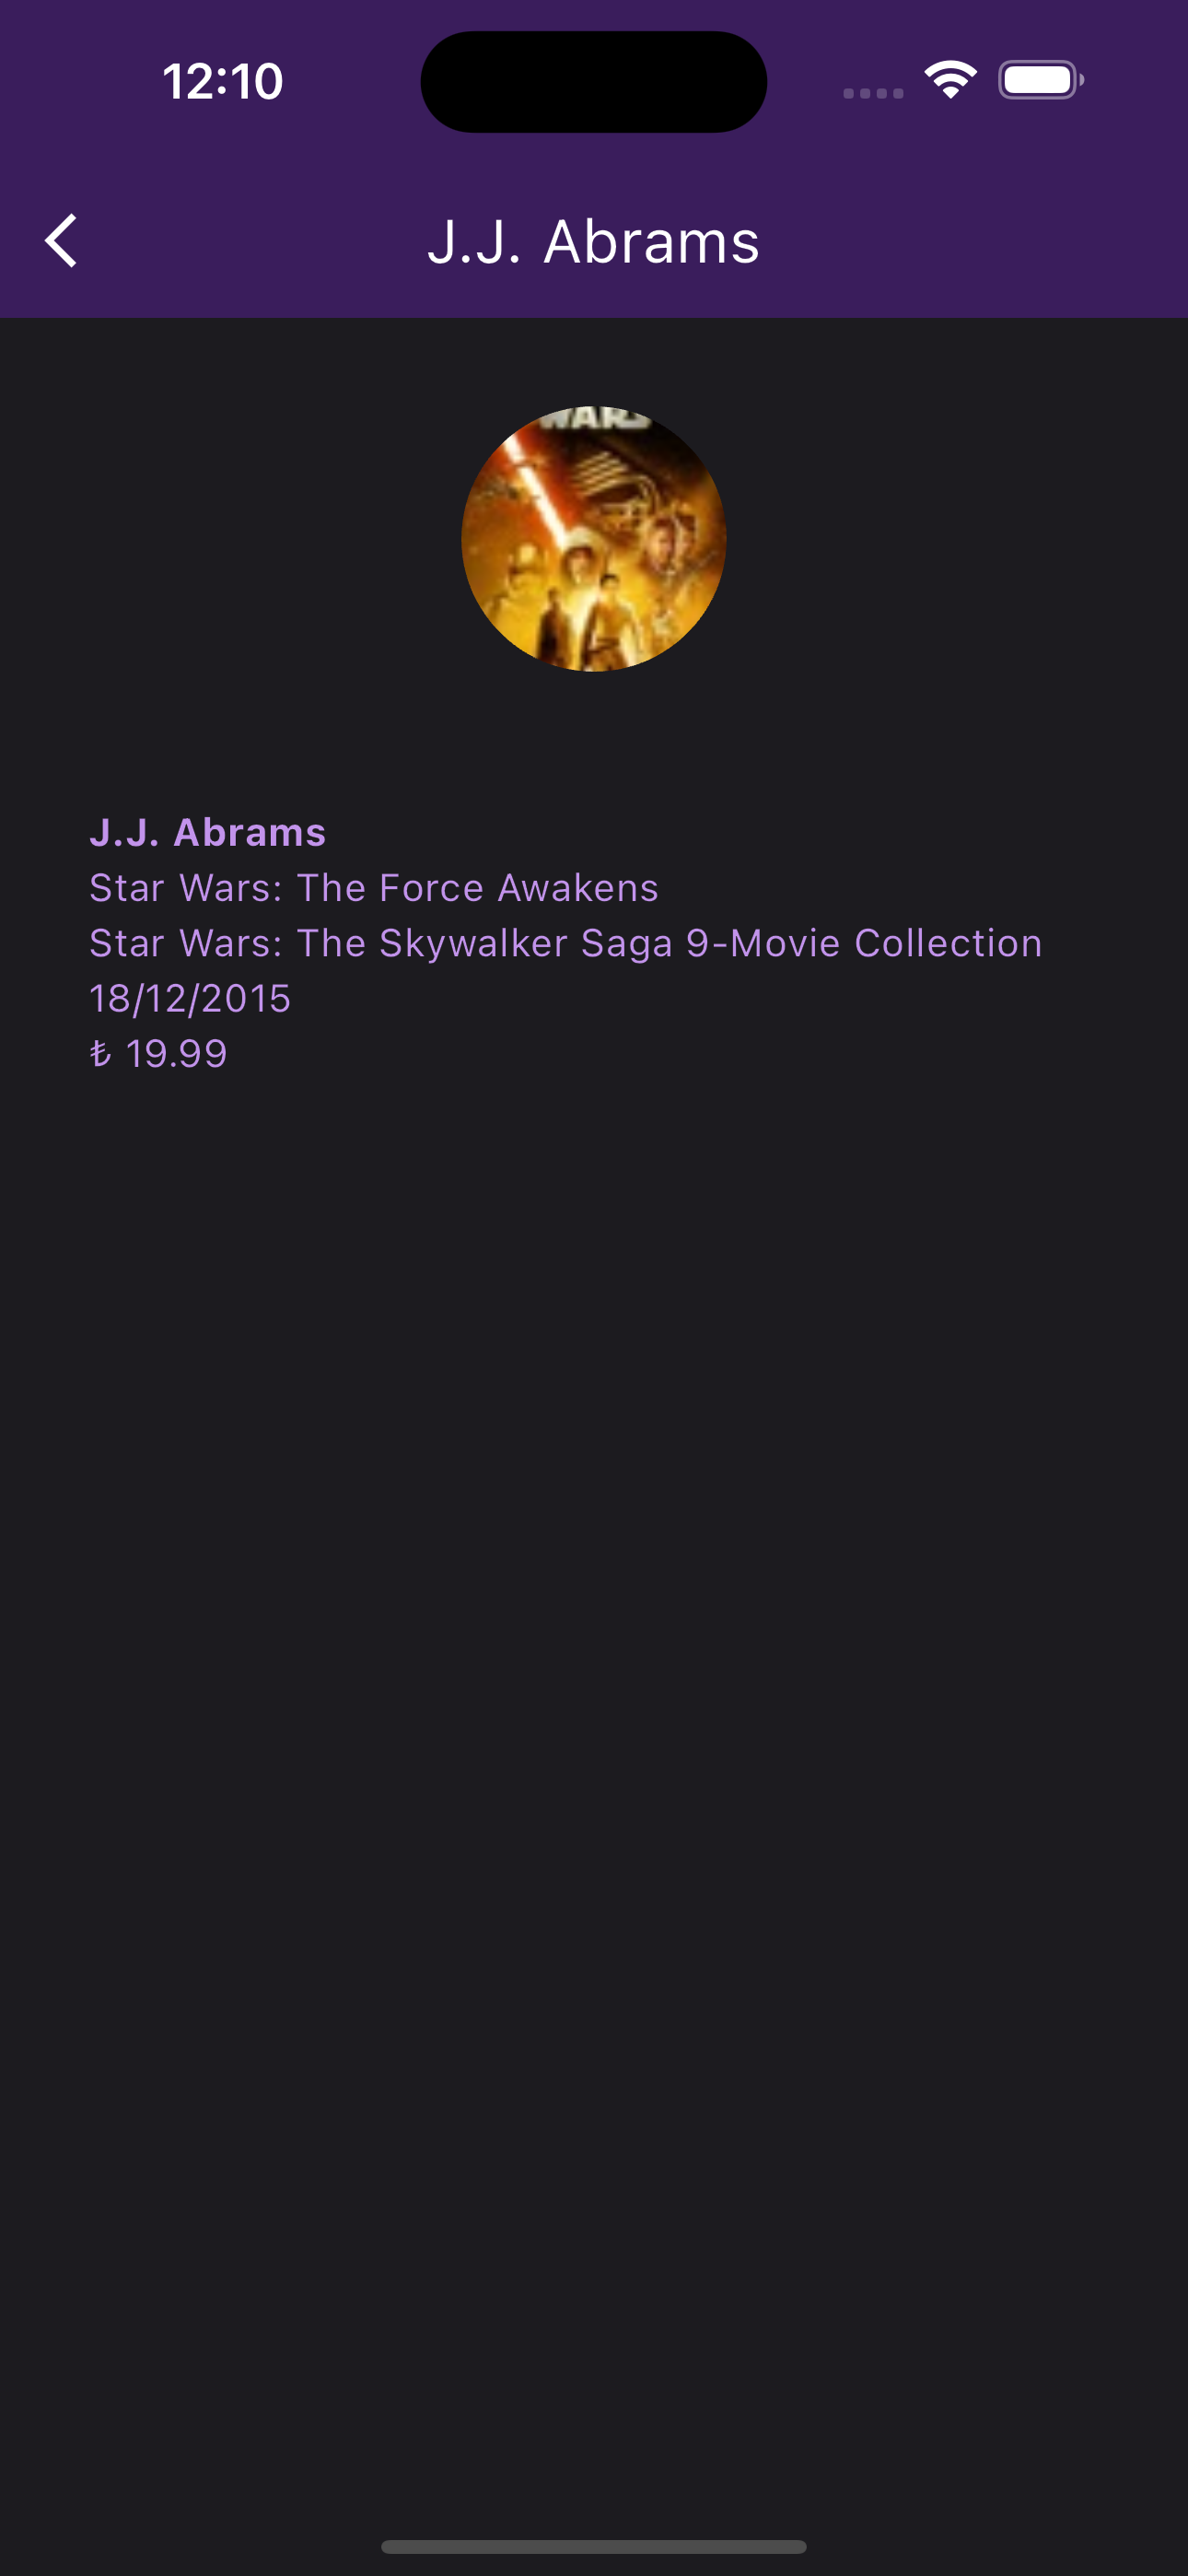 12:10
J.J. Abrams
WARS
J.J. Abrams
Star Wars: The Force Awakens
Star Wars: The Skywalker Saga 9-Movie Collection
18/12/2015
₺ 19.99